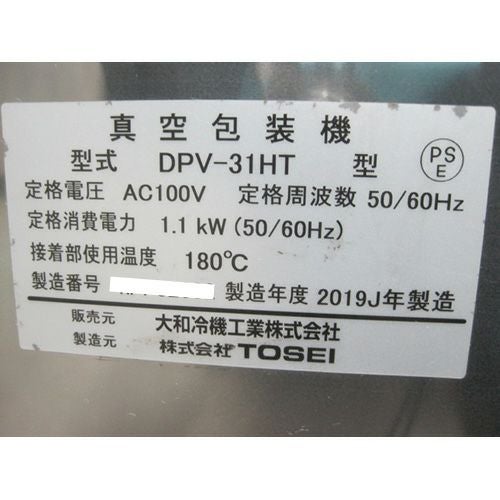 真空包装機
型式 DPV-31HT 型 PSE
定格電圧 AC100V 定格周波数 50/60Hz
定格消費電力 1.1 kW (50/60Hz)
接着部使用温度 180℃
製造番号 製造年度 2019J年製造
販売元 大和冷機工業株式会社
製造元 株式会社TOSEI